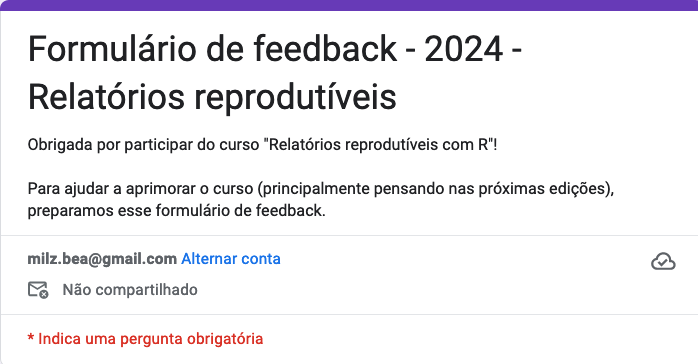 Formulário de feedback - 2024 -
Relatórios reprodutíveis
Obrigada por participar do curso "Relatórios reprodutíveis com R"!
Para ajudar a aprimorar o curso (principalmente pensando nas próximas edições),
preparamos esse formulário de feedback.
milz.bea@gmail.com Alternar conta
Não compartilhado
* Indica uma pergunta obrigatória